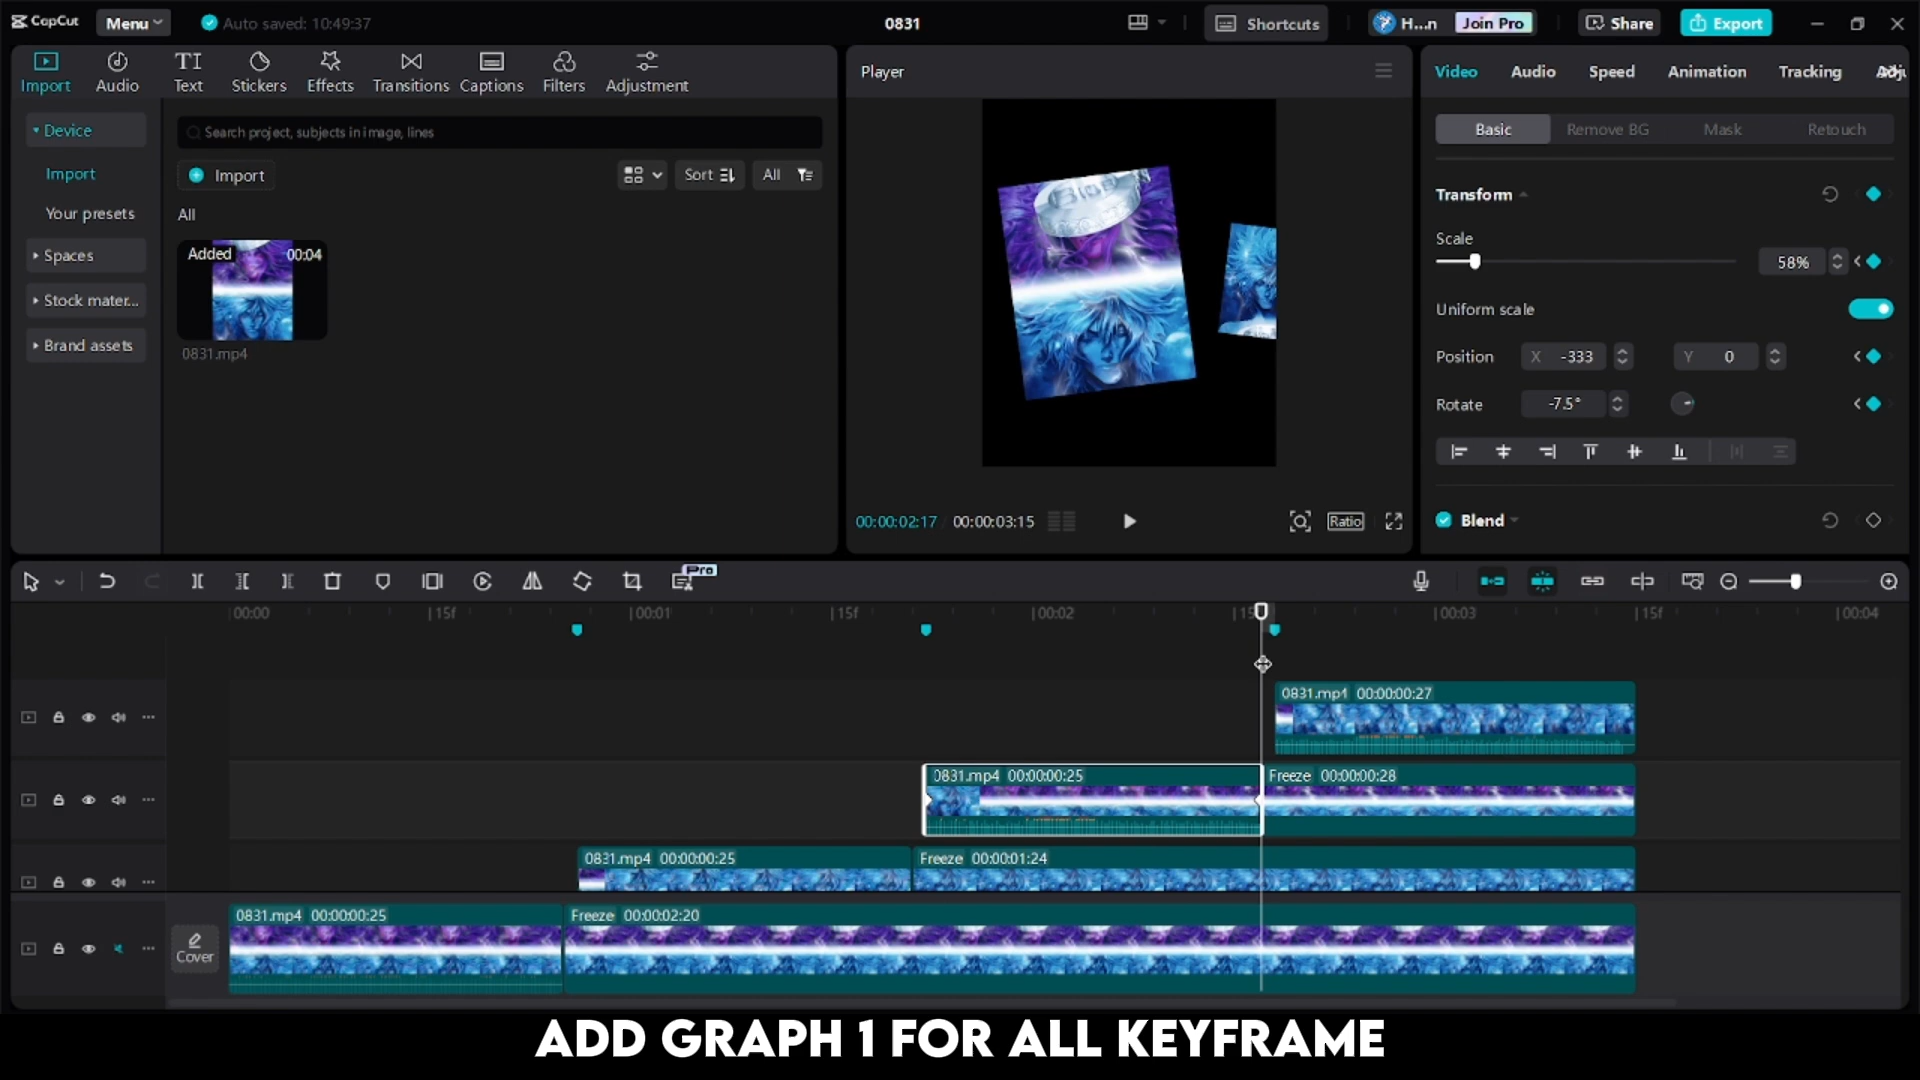 CapCut
Menu
Auto saved: 10:49:37
0831
Shortcuts
H...n
Join Pro
Share
Export
Import
Audio
TI
Text
Stickers
Effects
Transitions
Captions
Filters
Adjustment
Device
Import
Your presets
Spaces
Stock mater...
Brand assets
Search project, subjects in image, lines
Import
Sort
All
All
Added
00:04
0831.mp4
Player
00:00:02:17
00:00:03:15
Ratio
Video
Audio
Speed
Animation
Tracking
Basic
Remove BG
Mask
Retouch
Transform
Scale
58%
Uniform scale
Position
X -333
Y 0
Rotate
-7.5°
Blend
Pro
00:00
15f
00:01
15f
00:02
00:03
15f
00:04
0831.mp4 00:00:00:27
0831.mp4 00:00:00:25
Freeze 00:00:00:28
0831.mp4 00:00:00:25
Freeze 00:00:01:24
Cover
0831.mp4 00:00:00:25
Freeze 00:00:02:20
ADD GRAPH 1 FOR ALL KEYFRAME